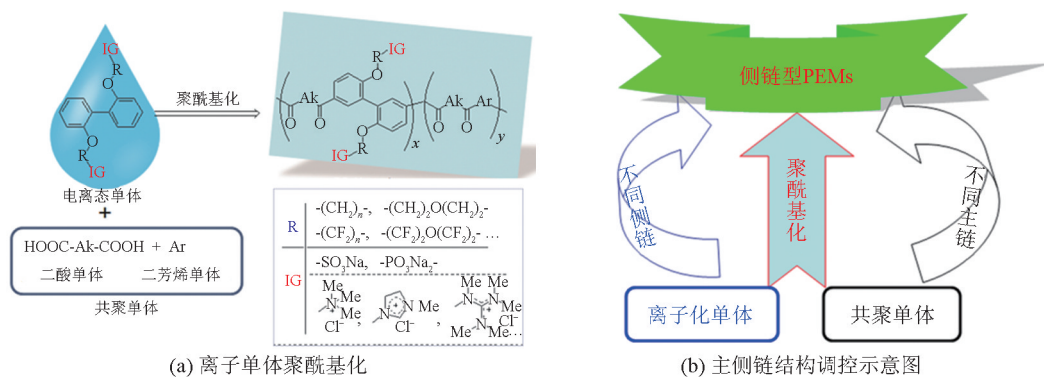 IG
R
O
O
R
IG
电离态单体
+
HOOC-Ak-COOH + Ar
二酸单体 二芳烯单体
共聚单体
聚酰基化
IG
R
O
Ak
O
O
O
R
IG
x
Ak
Ar
O
O
y
R
-(CH2)n-, -(CH2)2O(CH2)2-
-(CF2)n-, -(CF2)2O(CF2)2- ...
IG
-SO3Na, -PO3Na2-
Me
N+
Me
Me
Cl−
,
N
N
Me
Cl−
,
Me
Me
N
N
Me
Me
N
Me
Me
Cl−
...
(a) 离子单体聚酰基化
侧链型PEMs
不同侧链
聚酰基化
不同主链
离子化单体
共聚单体
(b) 主侧链结构调控示意图